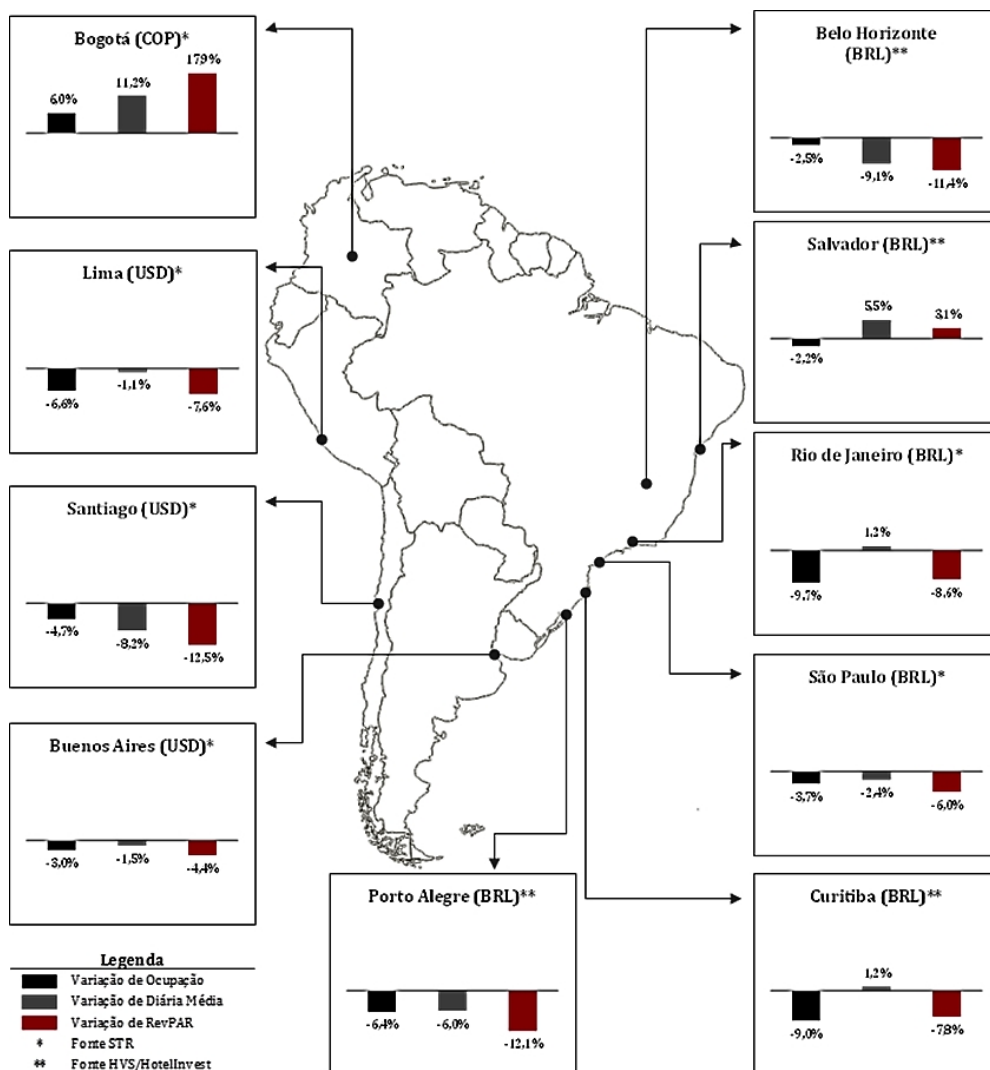 Bogotá (COP)*
6,0%
11,2%
17,9%
Lima (USD)*
-6,6%
-1,1%
-7,6%
Santiago (USD)*
-4,7%
-8,2%
-12,5%
Buenos Aires (USD)*
-3,0%
-1,5%
-4,4%
Legenda
Variação de Ocupação
Variação de Diária Média
Variação de RevPAR
* Fonte STR
** Fonte HVS/HotelInvest
Porto Alegre (BRL)**
-6,4%
-6,0%
-12,1%
Belo Horizonte
(BRL)**
-2,5%
-9,1%
-11,4%
Salvador (BRL)**
-2,2%
5,5%
3,1%
Rio de Janeiro (BRL)*
-9,7%
1,2%
-8,6%
São Paulo (BRL)*
-3,7%
-2,4%
-6,0%
Curitiba (BRL)**
-9,0%
1,2%
-7,8%